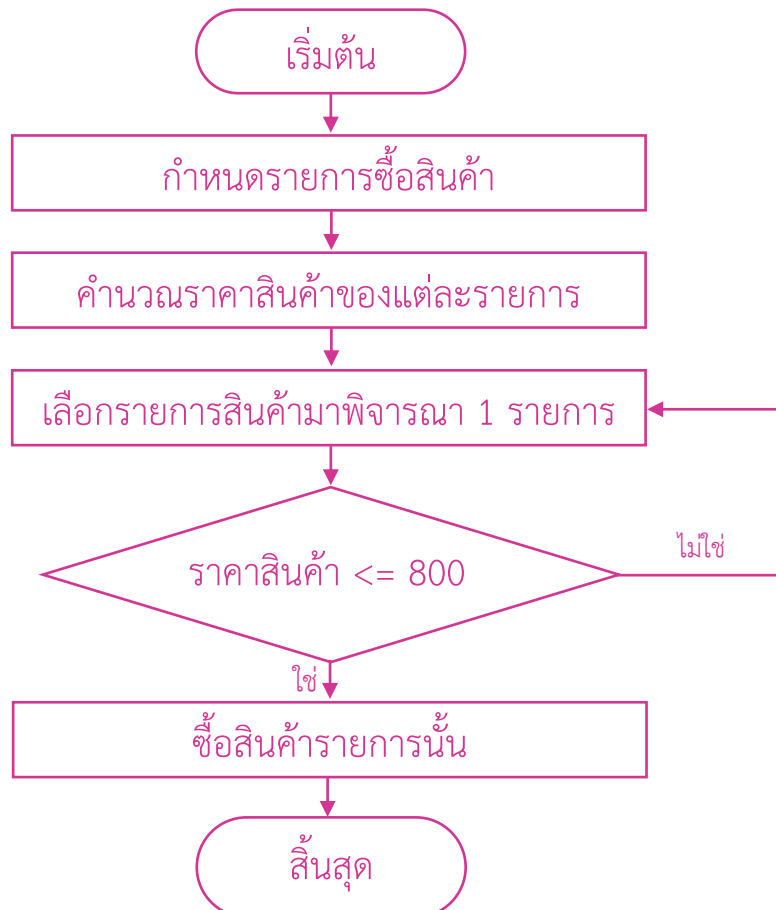 เริ่มต้น
กำหนดรายการซื้อสินค้า
คำนวณราคาสินค้าของแต่ละรายการ
เลือกรายการสินค้ามาพิจารณา 1 รายการ
ราคาสินค้า <= 800
ไม่ใช่
ใช่
ซื้อสินค้ารายการนั้น
สิ้นสุด